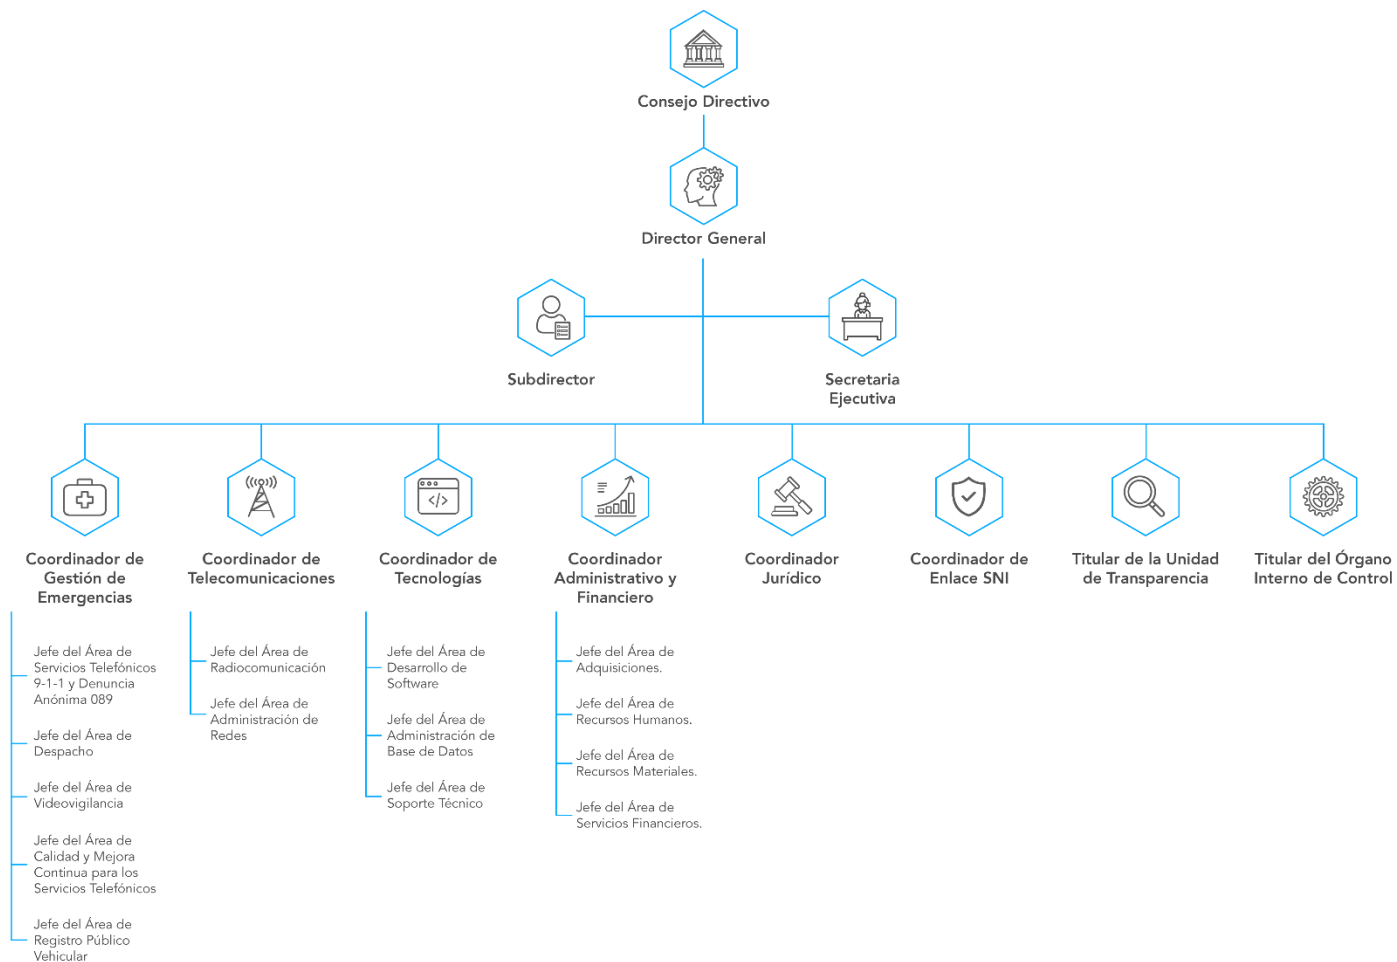 Consejo Directivo
Director General
Subdirector
Secretaria
Ejecutiva
Coordinador de
Gestión de
Emergencias
Jefe del Área de
Servicios Telefónicos
9-1-1 y Denuncia
Anónima 089
Jefe del Área de
Despacho
Jefe del Área de
Videovigilancia
Jefe del Área de
Calidad y Mejora
Continua para los
Servicios Telefónicos
Jefe del Área de
Registro Público
Vehicular
Coordinador de
Telecomunicaciones
Jefe del Área de
Radiocomunicación
Jefe del Área de
Administración de
Redes
Coordinador de
Tecnologías
Jefe del Área de
Desarrollo de
Software
Jefe del Área de
Administración de
Base de Datos
Jefe del Área de
Soporte Técnico
Coordinador
Administrativo y
Financiero
Jefe del Área de
Adquisiciones.
Jefe del Área de
Recursos Humanos.
Jefe del Área de
Recursos Materiales.
Jefe del Área de
Servicios Financieros.
Coordinador
Jurídico
Coordinador de
Enlace SNI
Titular de la Unidad
de Transparencia
Titular del Órgano
Interno de Control